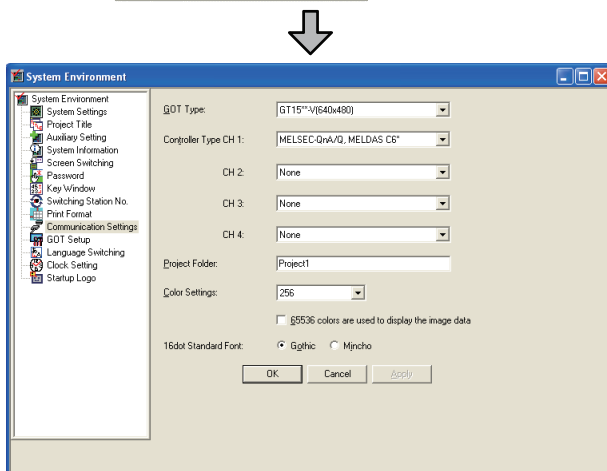 System Environment
System Environment
System Settings
Project Title
Auxiliary Setting
System Information
Screen Switching
Password
Key Window
Switching Station No.
Print Format
Communication Settings
GOT Setup
Language Switching
Clock Setting
Startup Logo
GOT Type: GT15**-V(640x480)
Controller Type CH 1: MELSEC-QnA/Q, MELDAS C6*
CH 2: None
CH 3: None
CH 4: None
Project Folder: Project1
Color Settings: 256
65536 colors are used to display the image data
16dot Standard Font: Gothic Mincho
OK Cancel Apply